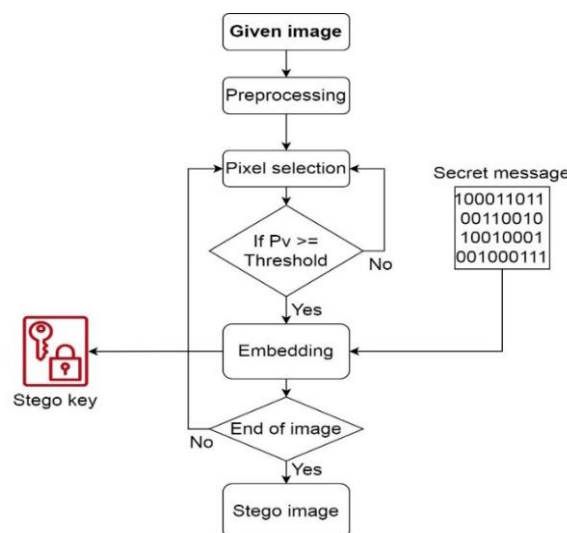 Given image
Preprocessing
Pixel selection
Secret message
100011011
00110010
10010001
001000111
If Pv >=
Threshold
No
Yes
Embedding
Stego key
End of image
No
Yes
Stego image